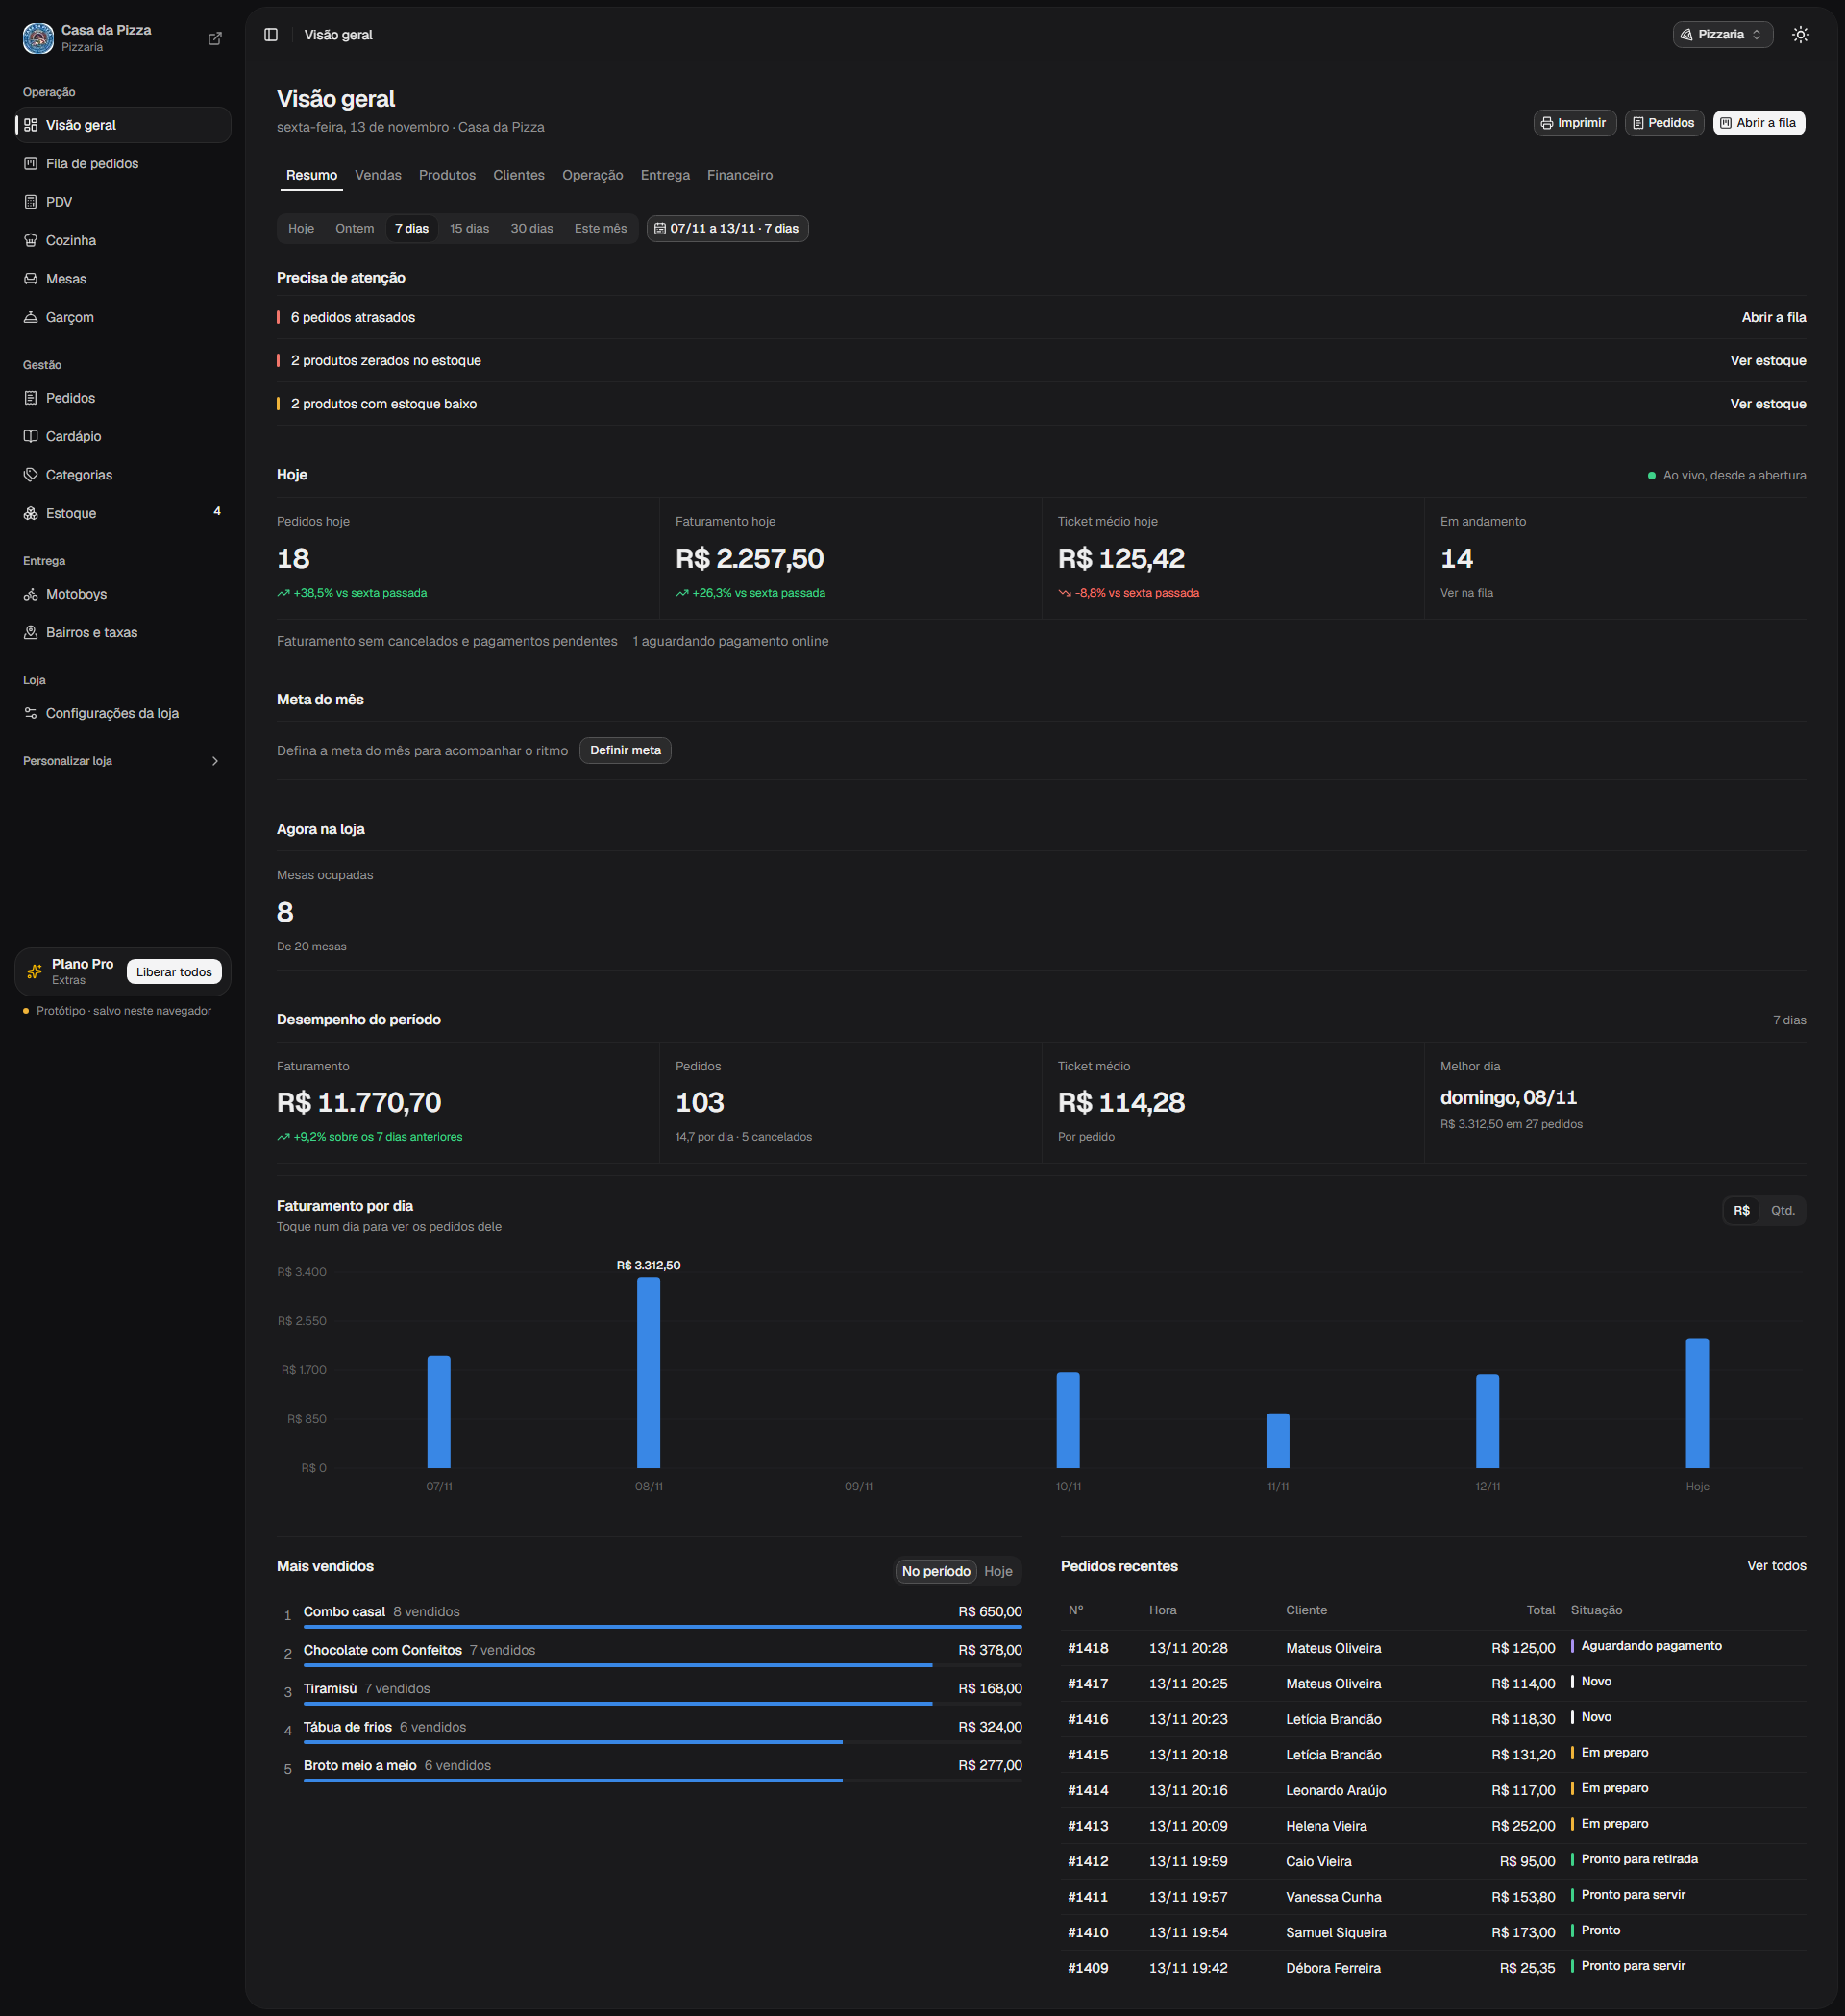 Casa da Pizza
Pizzaria
Operação
Visão geral
Fila de pedidos
PDV
Cozinha
Mesas
Garçom
Gestão
Pedidos
Cardápio
Categorias
Estoque 4
Entrega
Motoboys
Bairros e taxas
Loja
Configurações da loja
Personalizar loja
Plano Pro
Extras
Liberar todos
Protótipo · salvo neste navegador
Visão geral
Pizzaria
Visão geral
sexta-feira, 13 de novembro · Casa da Pizza
Imprimir Pedidos Abrir a fila
Resumo Vendas Produtos Clientes Operação Entrega Financeiro
Hoje Ontem 7 dias 15 dias 30 dias Este mês 07/11 a 13/11 · 7 dias
Precisa de atenção
6 pedidos atrasados Abrir a fila
2 produtos zerados no estoque Ver estoque
2 produtos com estoque baixo Ver estoque
Hoje Ao vivo, desde a abertura
Pedidos hoje Faturamento hoje Ticket médio hoje Em andamento
18 R$ 2.257,50 R$ 125,42 14
+38,5% vs sexta passada +26,3% vs sexta passada -8,8% vs sexta passada Ver na fila
Faturamento sem cancelados e pagamentos pendentes 1 aguardando pagamento online
Meta do mês
Defina a meta do mês para acompanhar o ritmo Definir meta
Agora na loja
Mesas ocupadas
8
De 20 mesas
Desempenho do período 7 dias
Faturamento Pedidos Ticket médio Melhor dia
R$ 11.770,70 103 R$ 114,28 domingo, 08/11
+9,2% sobre os 7 dias anteriores 14,7 por dia · 5 cancelados Por pedido R$ 3.312,50 em 27 pedidos
Faturamento por dia R$ Qtd.
Toque num dia para ver os pedidos dele
R$ 3.312,50
R$ 3.400
R$ 2.550
R$ 1.700
R$ 850
R$ 0
07/11 08/11 09/11 10/11 11/11 12/11 Hoje
Mais vendidos No período Hoje
1 Combo casal 8 vendidos R$ 650,00
2 Chocolate com Confeitos 7 vendidos R$ 378,00
3 Tiramisù 7 vendidos R$ 168,00
4 Tábua de frios 6 vendidos R$ 324,00
5 Broto meio a meio 6 vendidos R$ 277,00
Pedidos recentes Ver todos
Nº Hora Cliente Total Situação
#1418 13/11 20:28 Mateus Oliveira R$ 125,00 Aguardando pagamento
#1417 13/11 20:25 Mateus Oliveira R$ 114,00 Novo
#1416 13/11 20:23 Letícia Brandão R$ 118,30 Novo
#1415 13/11 20:18 Letícia Brandão R$ 131,20 Em preparo
#1414 13/11 20:16 Leonardo Araújo R$ 117,00 Em preparo
#1413 13/11 20:09 Helena Vieira R$ 252,00 Em preparo
#1412 13/11 19:59 Caio Vieira R$ 95,00 Pronto para retirada
#1411 13/11 19:57 Vanessa Cunha R$ 153,80 Pronto para servir
#1410 13/11 19:54 Samuel Siqueira R$ 173,00 Pronto
#1409 13/11 19:42 Débora Ferreira R$ 25,35 Pronto para servir